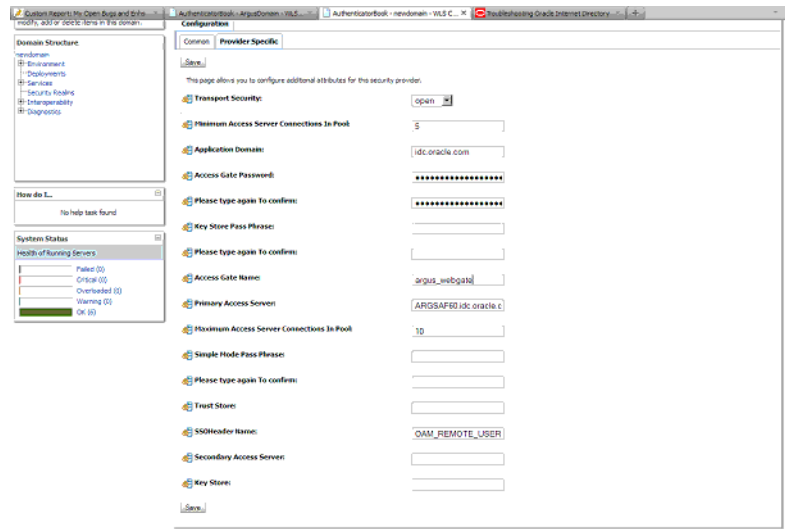 Custom Report: My Open Bugs and Enhs
AuthenticatorBook - ArgusDomain - WLS...
AuthenticatorBook - newdomain - WLS C...
Troubleshooting Oracle Internet Directory
modify, add or delete items in this domain.
Domain Structure
newdomain
Environment
Deployments
Services
Security Realms
Interoperability
Diagnostics
How do I...
No help task found
System Status
Health of Running Servers
Failed (0)
Critical (0)
Overloaded (0)
Warning (0)
OK (6)
Configuration
Common Provider Specific
Save
This page allows you to configure additional attributes for this security provider.
Transport Security: open
Minimum Access Server Connections In Pool: 5
Application Domain: idc.oracle.com
Access Gate Password: ••••••••••••••••••
Please type again To confirm: ••••••••••••••••••
Key Store Pass Phrase:
Please type again To confirm:
Access Gate Name: argus_webgate
Primary Access Server: ARGSAF60.idc.oracle.c
Maximum Access Server Connections In Pool: 10
Simple Mode Pass Phrase:
Please type again To confirm:
Trust Store:
SSOHeader Name: OAM_REMOTE_USER
Secondary Access Server:
Key Store:
Save